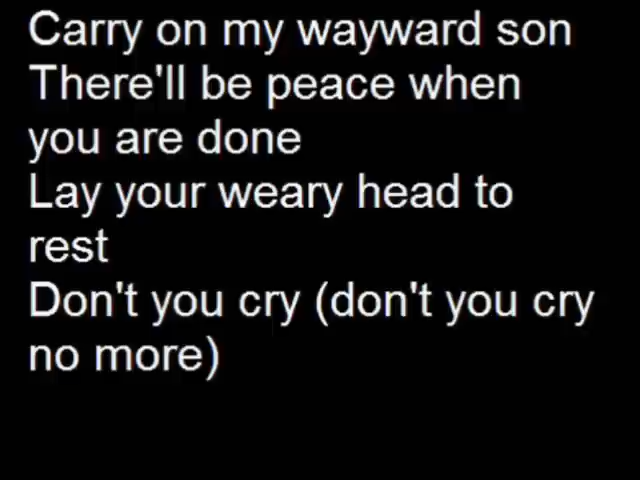 Carry on my wayward son
There'll be peace when
you are done
Lay your weary head to
rest
Don't you cry (don't you cry
no more)